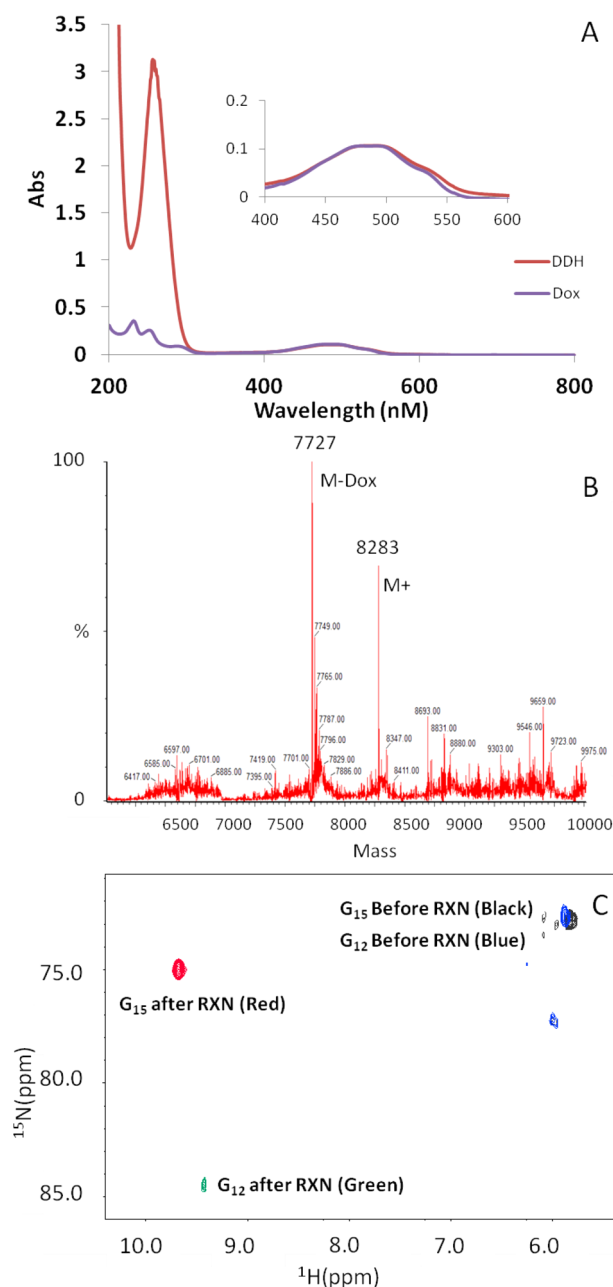 A
3.5
3
2.5
2
1.5
1
0.5
0
Abs
0.2
0.1
0
400 450 500 550 600
DDH
Dox
200 400 600 800
Wavelength (nM)
B
7727
100
M-Dox
8283
M+
%
7749.00
7765.00
7787.00
7796.00
7829.00
7886.00
7701.00
7419.00
7395.00
6417.00
6585.00
6597.00
6701.00
6885.00
8347.00
8411.00
8693.00
8831.00
8880.00
9303.00
9546.00
9659.00
9723.00
9975.00
0
6500 7000 7500 8000 8500 9000 9500 10000
Mass
C
G15 Before RXN (Black)
G12 Before RXN (Blue)
75.0
G15 after RXN (Red)
80.0
15N(ppm)
G12 after RXN (Green)
85.0
10.0 9.0 8.0 7.0 6.0
1H(ppm)